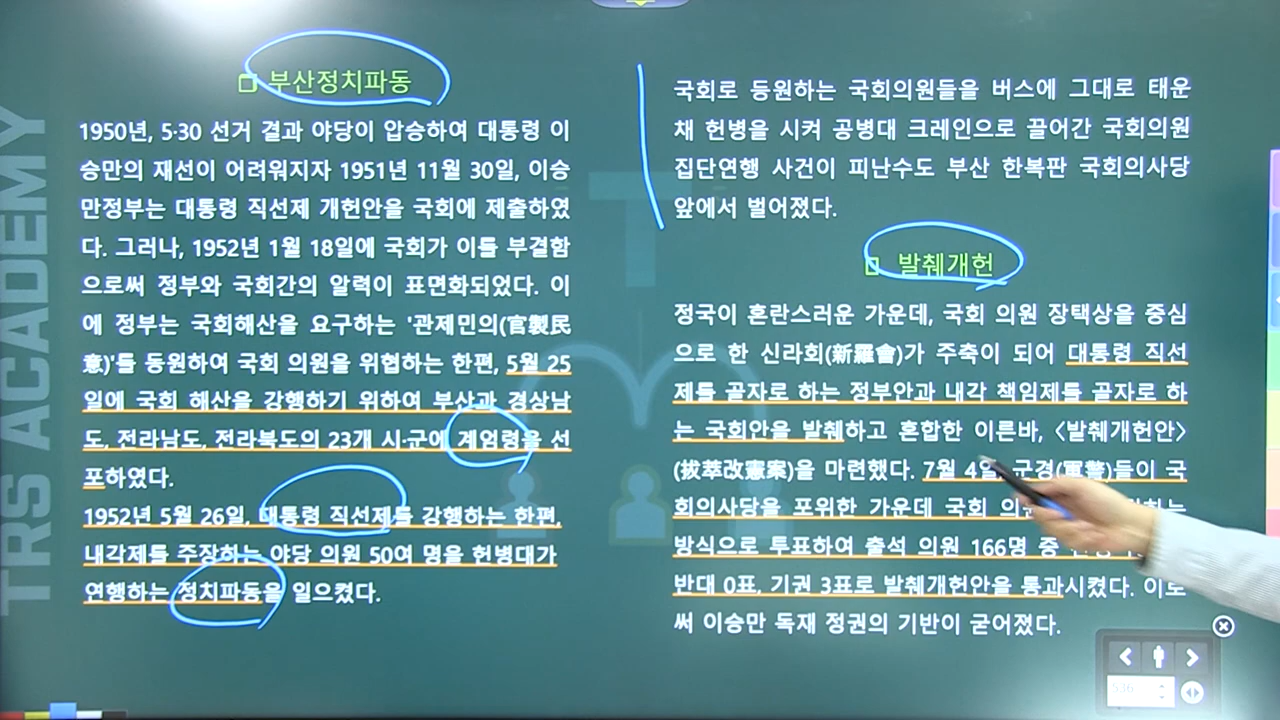 부산정치파동
1950년, 5·30 선거 결과 야당이 압승하여 대통령 이
승만의 재선이 어려워지자 1951년 11월 30일, 이승
만정부는 대통령 직선제 개헌안을 국회에 제출하였
다. 그러나, 1952년 1월 18일에 국회가 이를 부결함
으로써 정부와 국회간의 알력이 표면화되었다. 이
에 정부는 국회해산을 요구하는 '관제민의(官製民
意)'를 동원하여 국회 의원을 위협하는 한편, 5월 25
일에 국회 해산을 강행하기 위하여 부산과 경상남
도, 전라남도, 전라북도의 23개 시·군에 계엄령을 선
포하였다.
1952년 5월 26일, 대통령 직선제를 강행하는 한편,
내각제를 주장하는 야당 의원 50여 명을 헌병대가
연행하는 정치파동을 일으켰다.
국회로 등원하는 국회의원들을 버스에 그대로 태운
채 헌병을 시켜 공병대 크레인으로 끌어간 국회의원
집단연행 사건이 피난수도 부산 한복판 국회의사당
앞에서 벌어졌다.
발췌개헌
정국이 혼란스러운 가운데, 국회 의원 장택상을 중심
으로 한 신라회(新羅會)가 주축이 되어 대통령 직선
제를 골자로 하는 정부안과 내각 책임제를 골자로 하
는 국회안을 발췌하고 혼합한 이른바, <발췌개헌안>
(拔萃改憲案)을 마련했다. 7월 4일, 군경(軍警)들이 국
회의사당을 포위한 가운데 국회
방식으로 투표하여 출석 의원 166명 중
반대 0표, 기권 3표로 발췌개헌안을 통과시켰다. 이로
써 이승만 독재 정권의 기반이 굳어졌다.
TRS ACADEMY
536